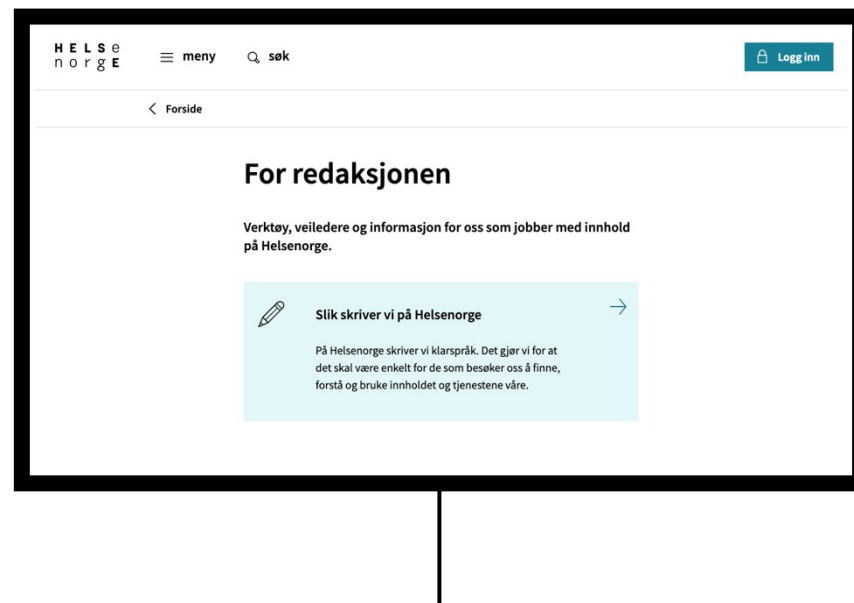 HELSe
norgE
meny
søk
Logg inn
Forside
For redaksjonen
Verktøy, veiledere og informasjon for oss som jobber med innhold
på Helsenorge.
Slik skriver vi på Helsenorge
På Helsenorge skriver vi klarspråk. Det gjør vi for at
det skal være enkelt for de som besøker oss å finne,
forstå og bruke innholdet og tjenestene våre.